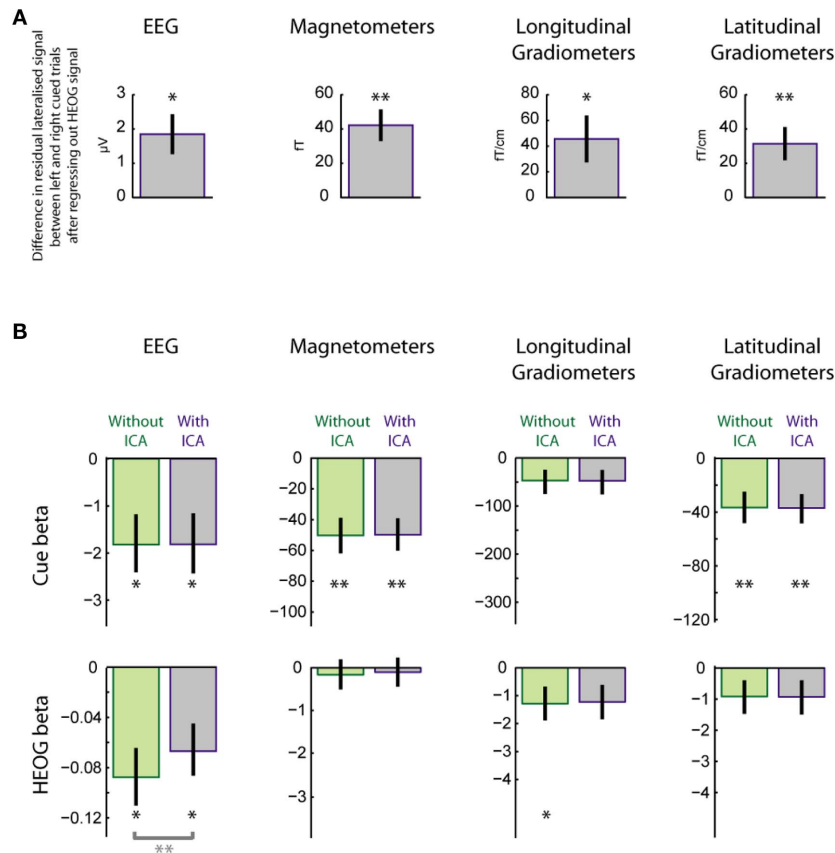 A
EEG
Magnetometers
Longitudinal
Gradiometers
Latitudinal
Gradiometers
Difference in residual lateralised signal
between left and right cued trials
after regressing out HEOG signal
3
2
1
0
μV
*
60
40
20
0
fT
**
80
60
40
20
0
fT/cm
*
60
40
20
0
fT/cm
**
B
EEG
Magnetometers
Longitudinal
Gradiometers
Latitudinal
Gradiometers
Without
ICA
With
ICA
Without
ICA
With
ICA
Without
ICA
With
ICA
Without
ICA
With
ICA
Cue beta
0
−1
−2
−3
* *
0
−20
−40
−60
−80
−100
** **
0
−100
−200
−300
0
−40
−80
−120
** **
HEOG beta
0
−0.04
−0.08
−0.12
* *
**
0
−1
−2
−3
0
−1
−2
−3
−4
*
0
−1
−2
−3
−4